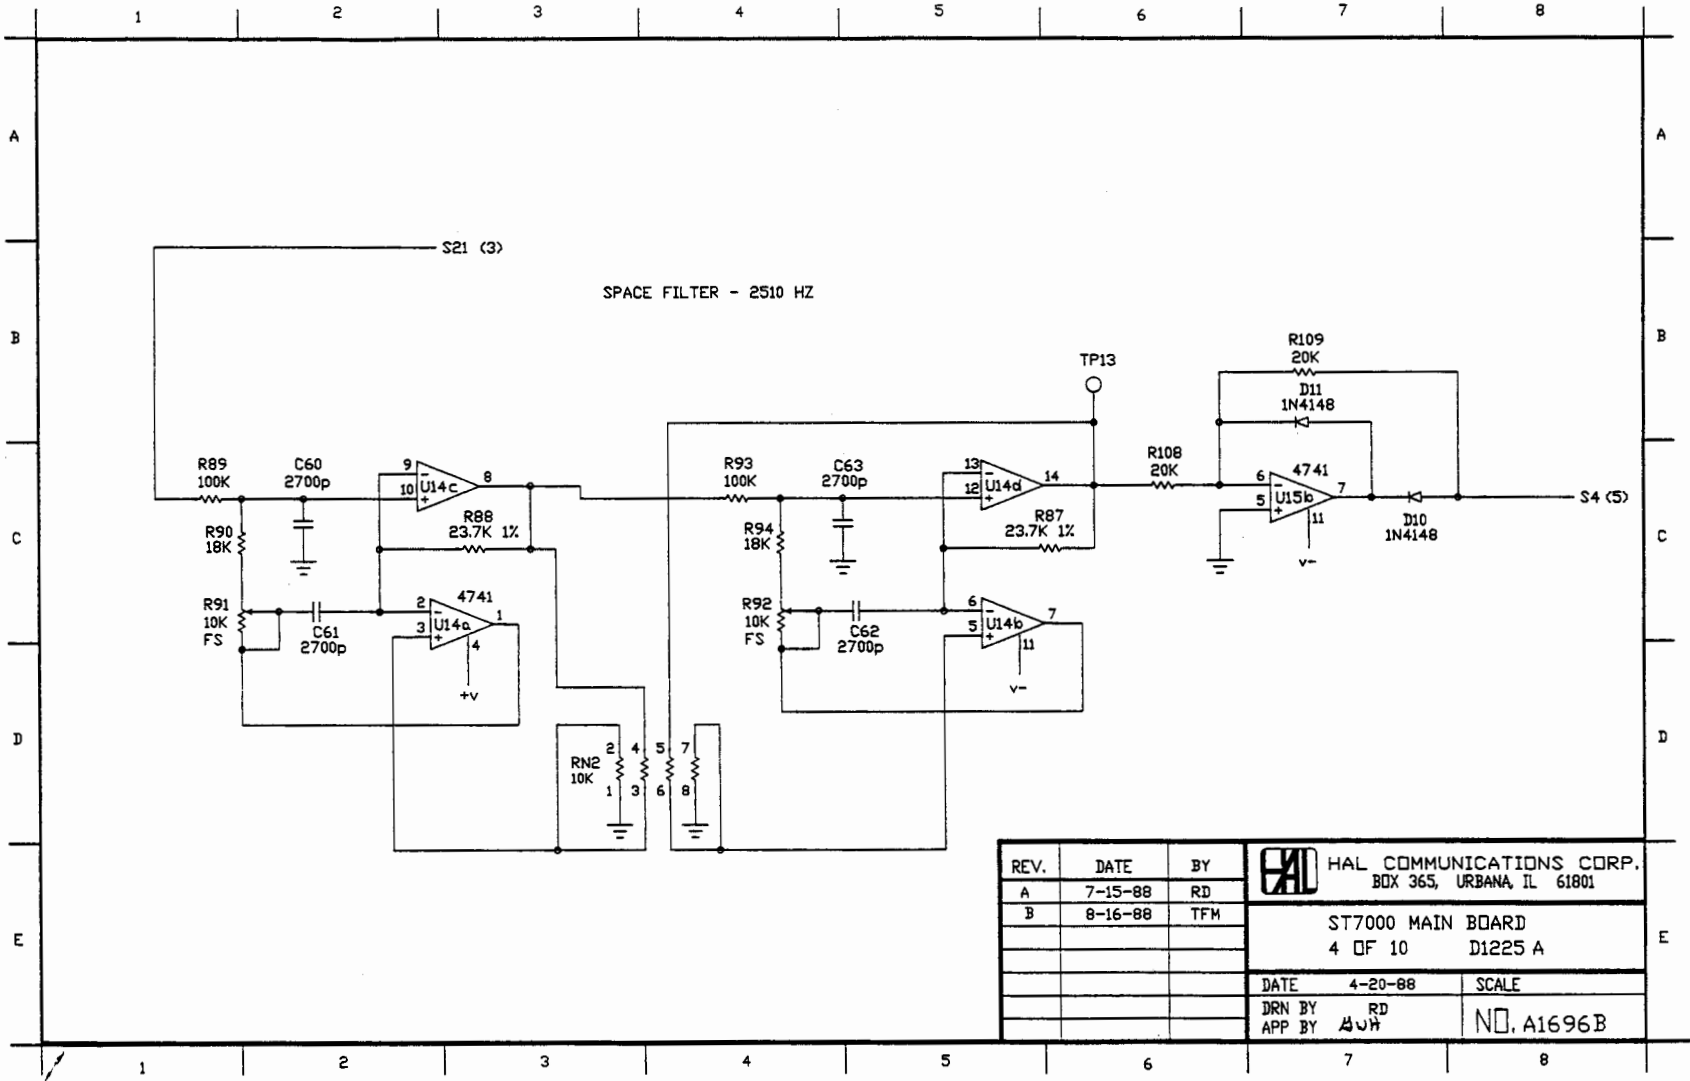 1 2 3 4 5 6 7 8
A A
S21 (3)
SPACE FILTER - 2510 HZ
B B
R109
20K
TP13
D11
1N4148
R89
100K
C60
2700p
9
-
8
10
+
U14c
R93
100K
C63
2700p
13
-
14
12
+
U14d
R108
20K
4741
6
-
7
5
+
U15b
11
v-
S4 (5)
D10
1N4148
C C
R90
18K
R88
23.7K 1%
R94
18K
R87
23.7K 1%
R91
10K
FS
C61
2700p
4741
2
-
1
3
+
U14a
4
+v
R92
10K
FS
C62
2700p
6
-
7
5
+
U14b
11
v-
D D
RN2
10K
2 4 5 7
1 3 6 8
REV. DATE BY
A 7-15-88 RD
B 8-16-88 TFM
HAL
HAL COMMUNICATIONS CORP.
BOX 365, URBANA, IL 61801
ST7000 MAIN BOARD
4 OF 10 D1225 A
E E
DATE 4-20-88 SCALE
DRN BY RD
APP BY
NO. A1696B
1 2 3 4 5 6 7 8